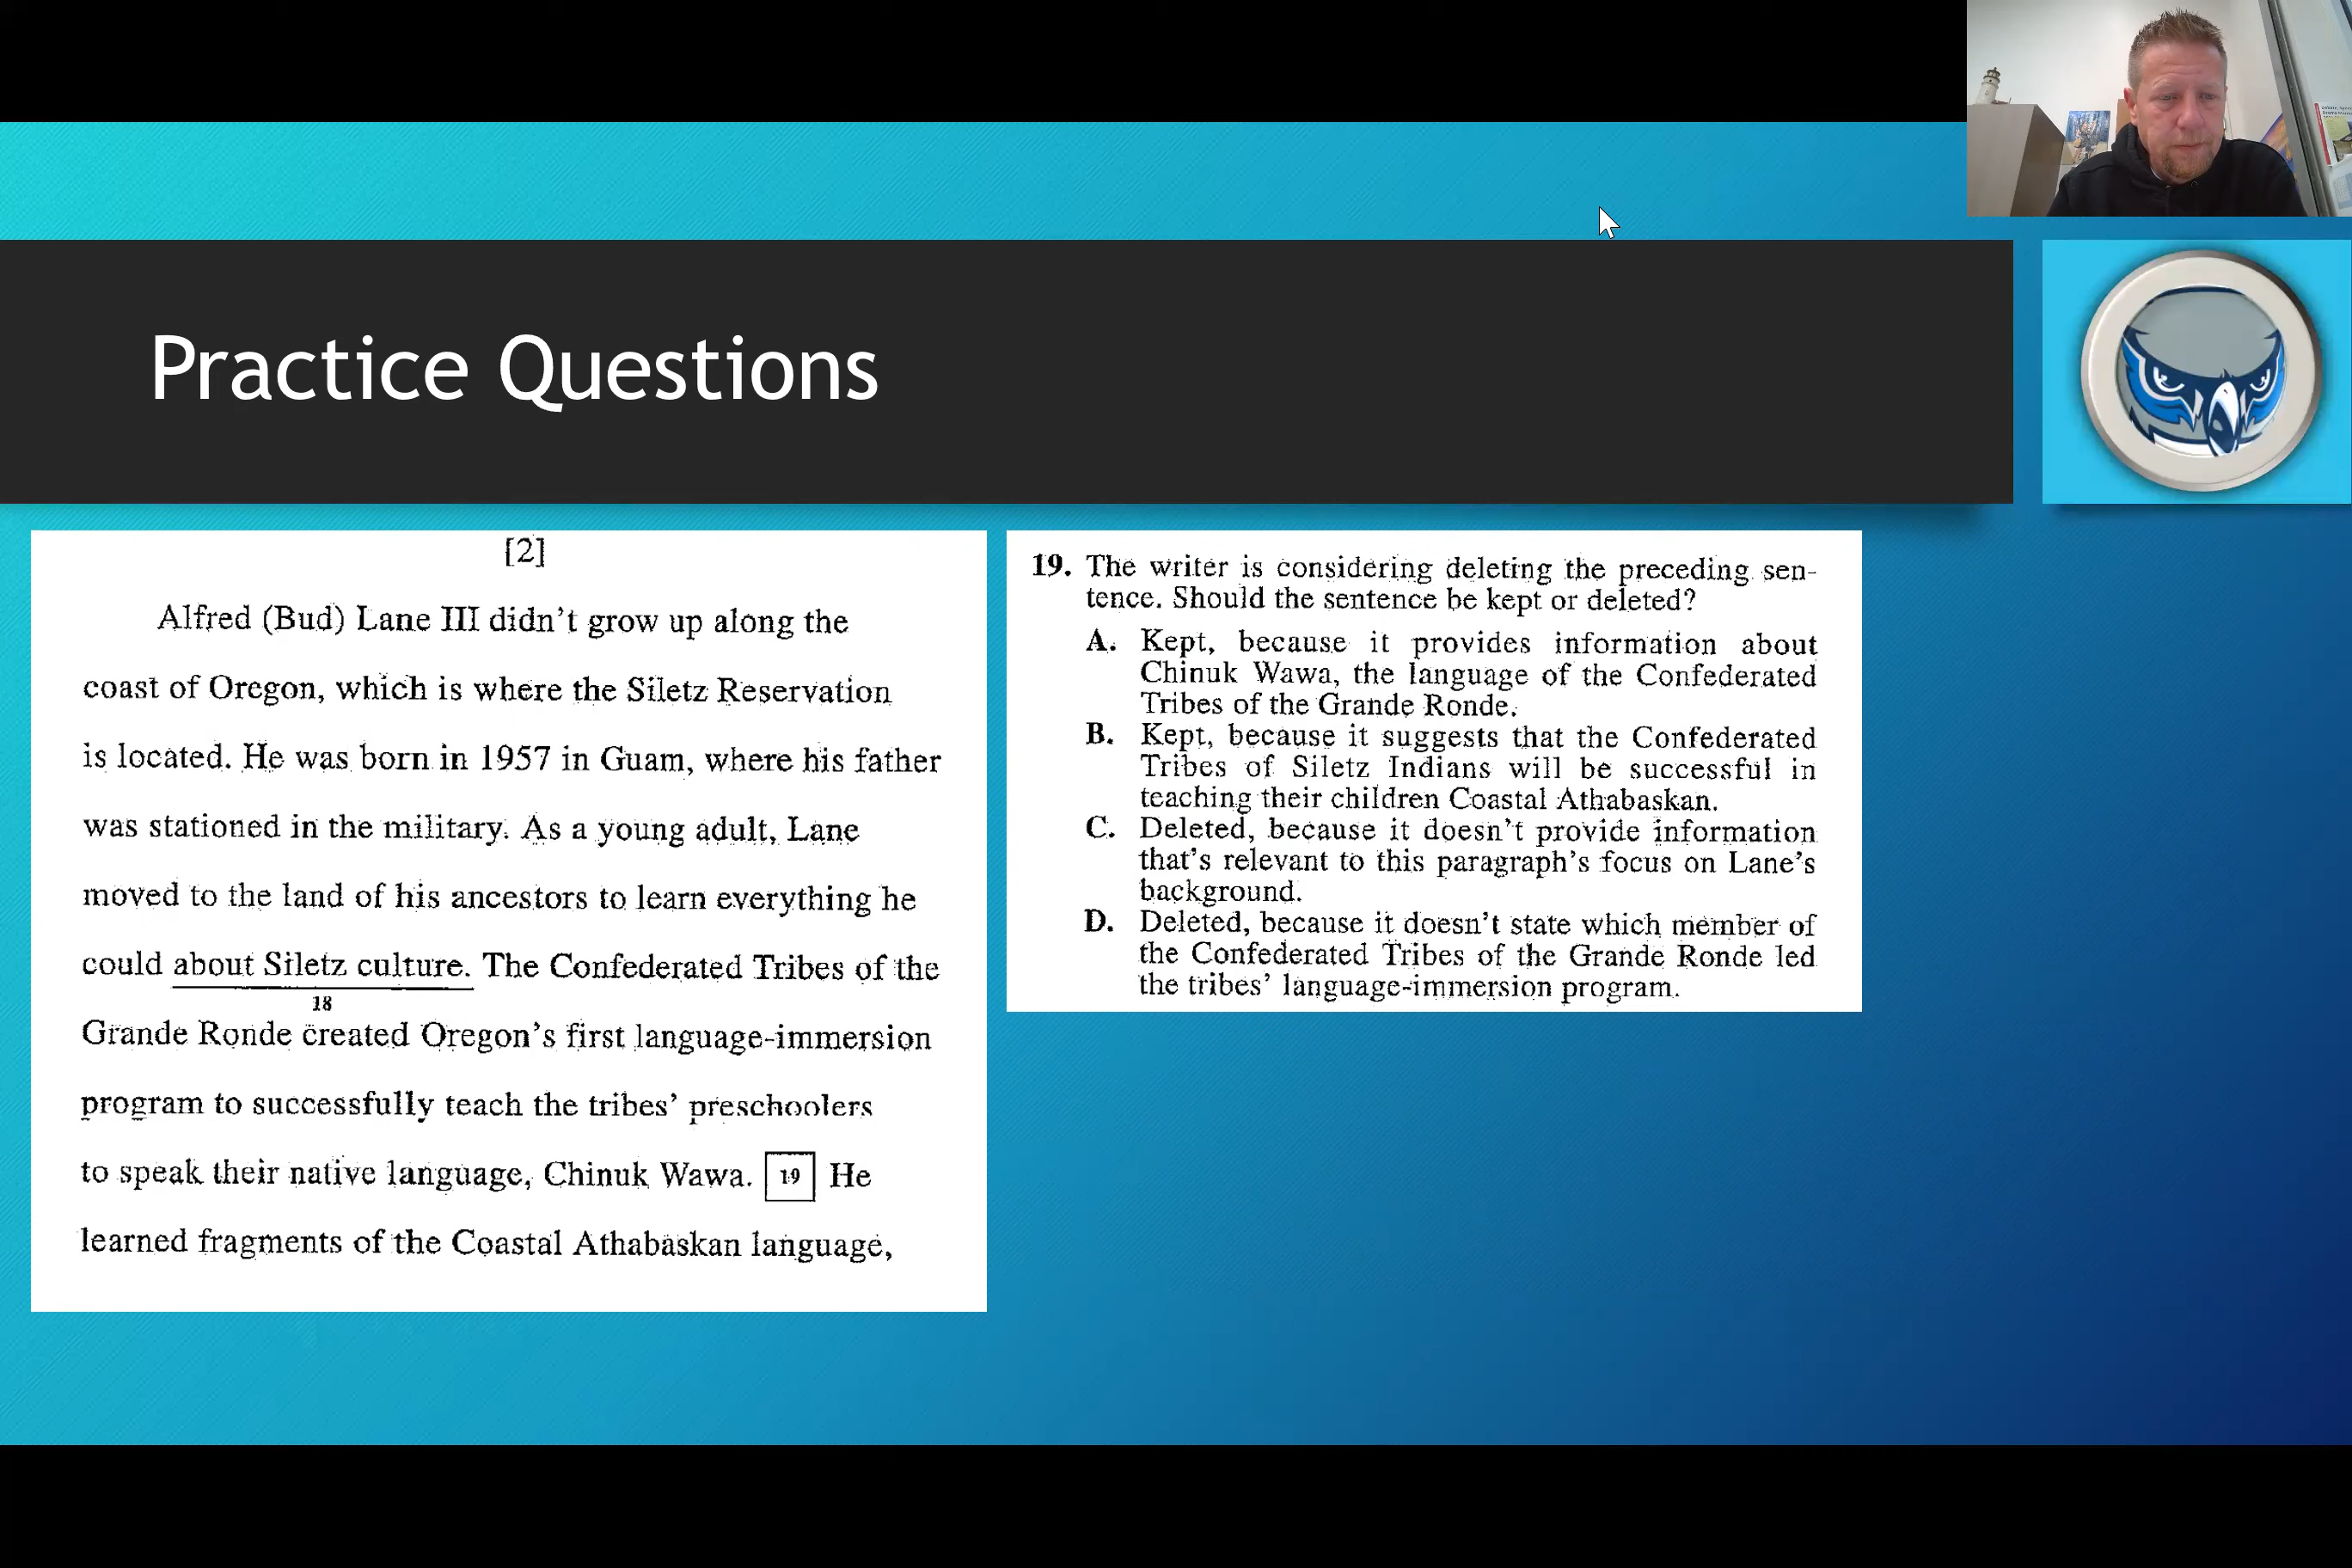 Practice Questions
[2]
Alfred (Bud) Lane III didn't grow up along the
coast of Oregon, which is where the Siletz Reservation
is located. He was born in 1957 in Guam, where his father
was stationed in the military. As a young adult, Lane
moved to the land of his ancestors to learn everything he
could about Siletz culture. The Confederated Tribes of the
18
Grande Ronde created Oregon's first language-immersion
program to successfully teach the tribes' preschoolers
to speak their native language, Chinuk Wawa. 19 He
learned fragments of the Coastal Athabaskan language,
19. The writer is considering deleting the preceding sen-
tence. Should the sentence be kept or deleted?
A. Kept, because it provides information about
Chinuk Wawa, the language of the Confederated
Tribes of the Grande Ronde.
B. Kept, because it suggests that the Confederated
Tribes of Siletz Indians will be successful in
teaching their children Coastal Athabaskan.
C. Deleted, because it doesn't provide information
that's relevant to this paragraph's focus on Lane's
background.
D. Deleted, because it doesn't state which member of
the Confederated Tribes of the Grande Ronde led
the tribes' language-immersion program.